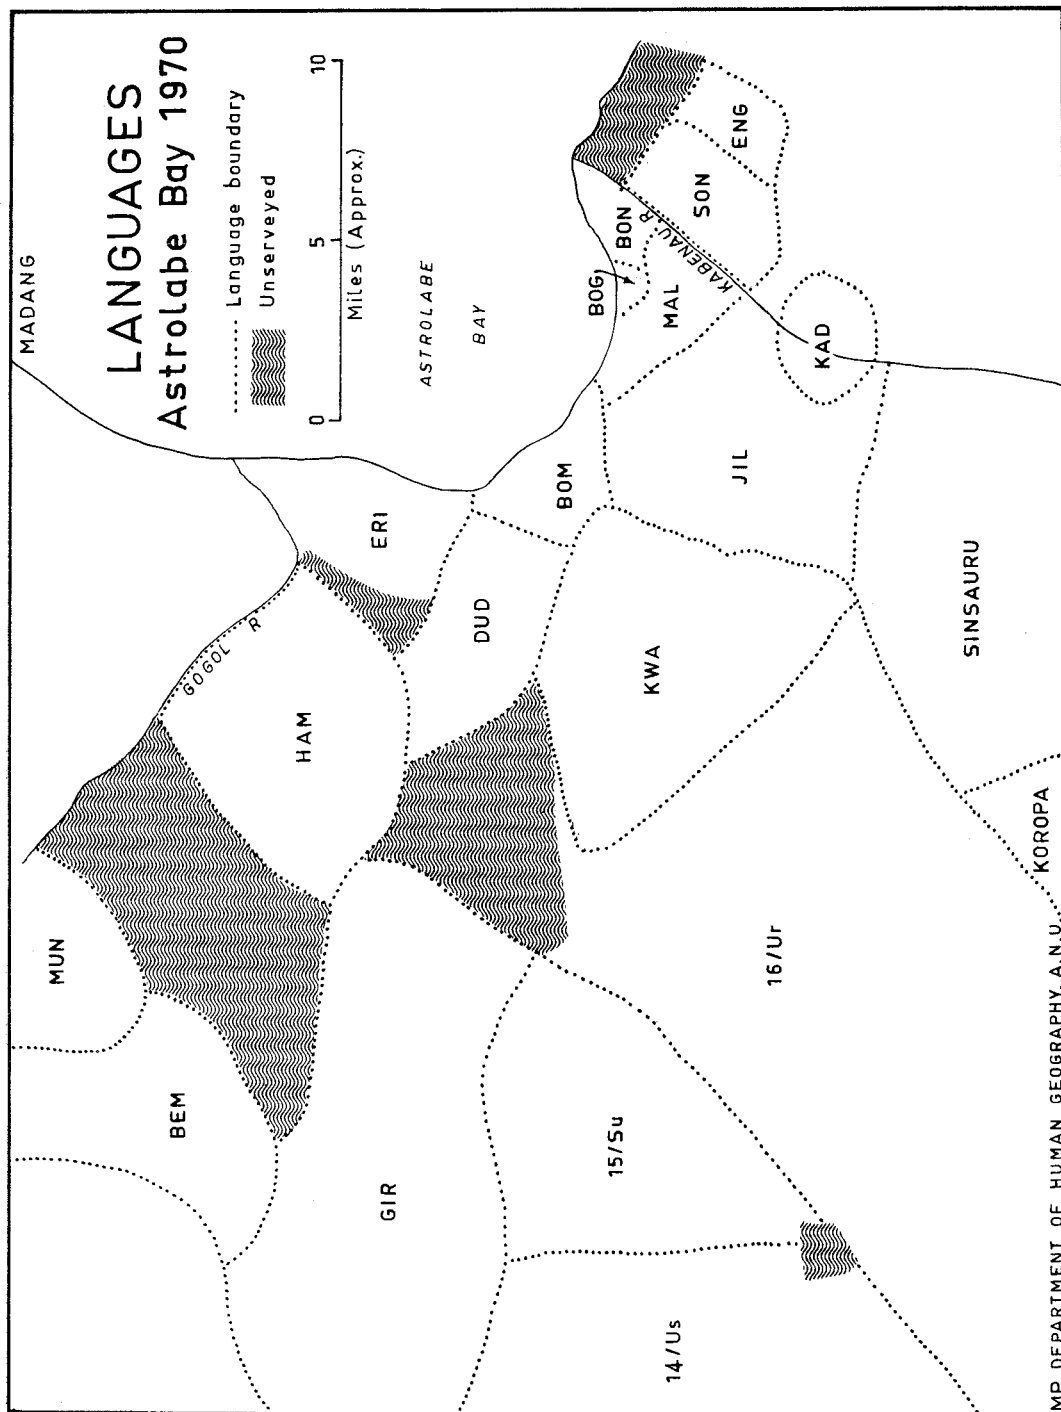 LANGUAGES
Astrolabe Bay 1970
Language boundary
Unserveyed
0 5 10
Miles (Approx.)
MADANG
ASTROLABE
BAY
MUN
BEM
GOGOL R
HAM
ERI
GIR
DUD
BOM
BOG
BON
KABENAU R
MAL
SON
ENG
KWA
JIL
KAD
14/Us
15/Su
16/Ur
SINSAURU
KOROPA
MP DEPARTMENT OF HUMAN GEOGRAPHY, A.N.U.